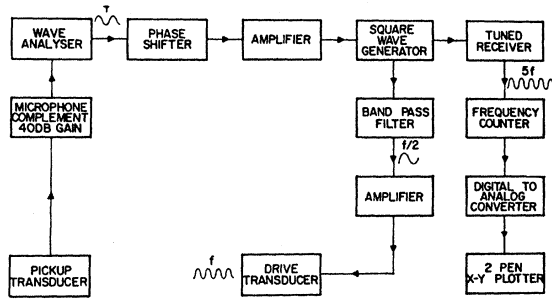 T
WAVE
ANALYSER
PHASE
SHIFTER
AMPLIFIER
SQUARE
WAVE
GENERATOR
TUNED
RECEIVER
5f
MICROPHONE
COMPLEMENT
40DB GAIN
BAND PASS
FILTER
FREQUENCY
COUNTER
f/2
AMPLIFIER
DIGITAL TO
ANALOG
CONVERTER
PICKUP
TRANSDUCER
f
DRIVE
TRANSDUCER
2 PEN
X-Y PLOTTER